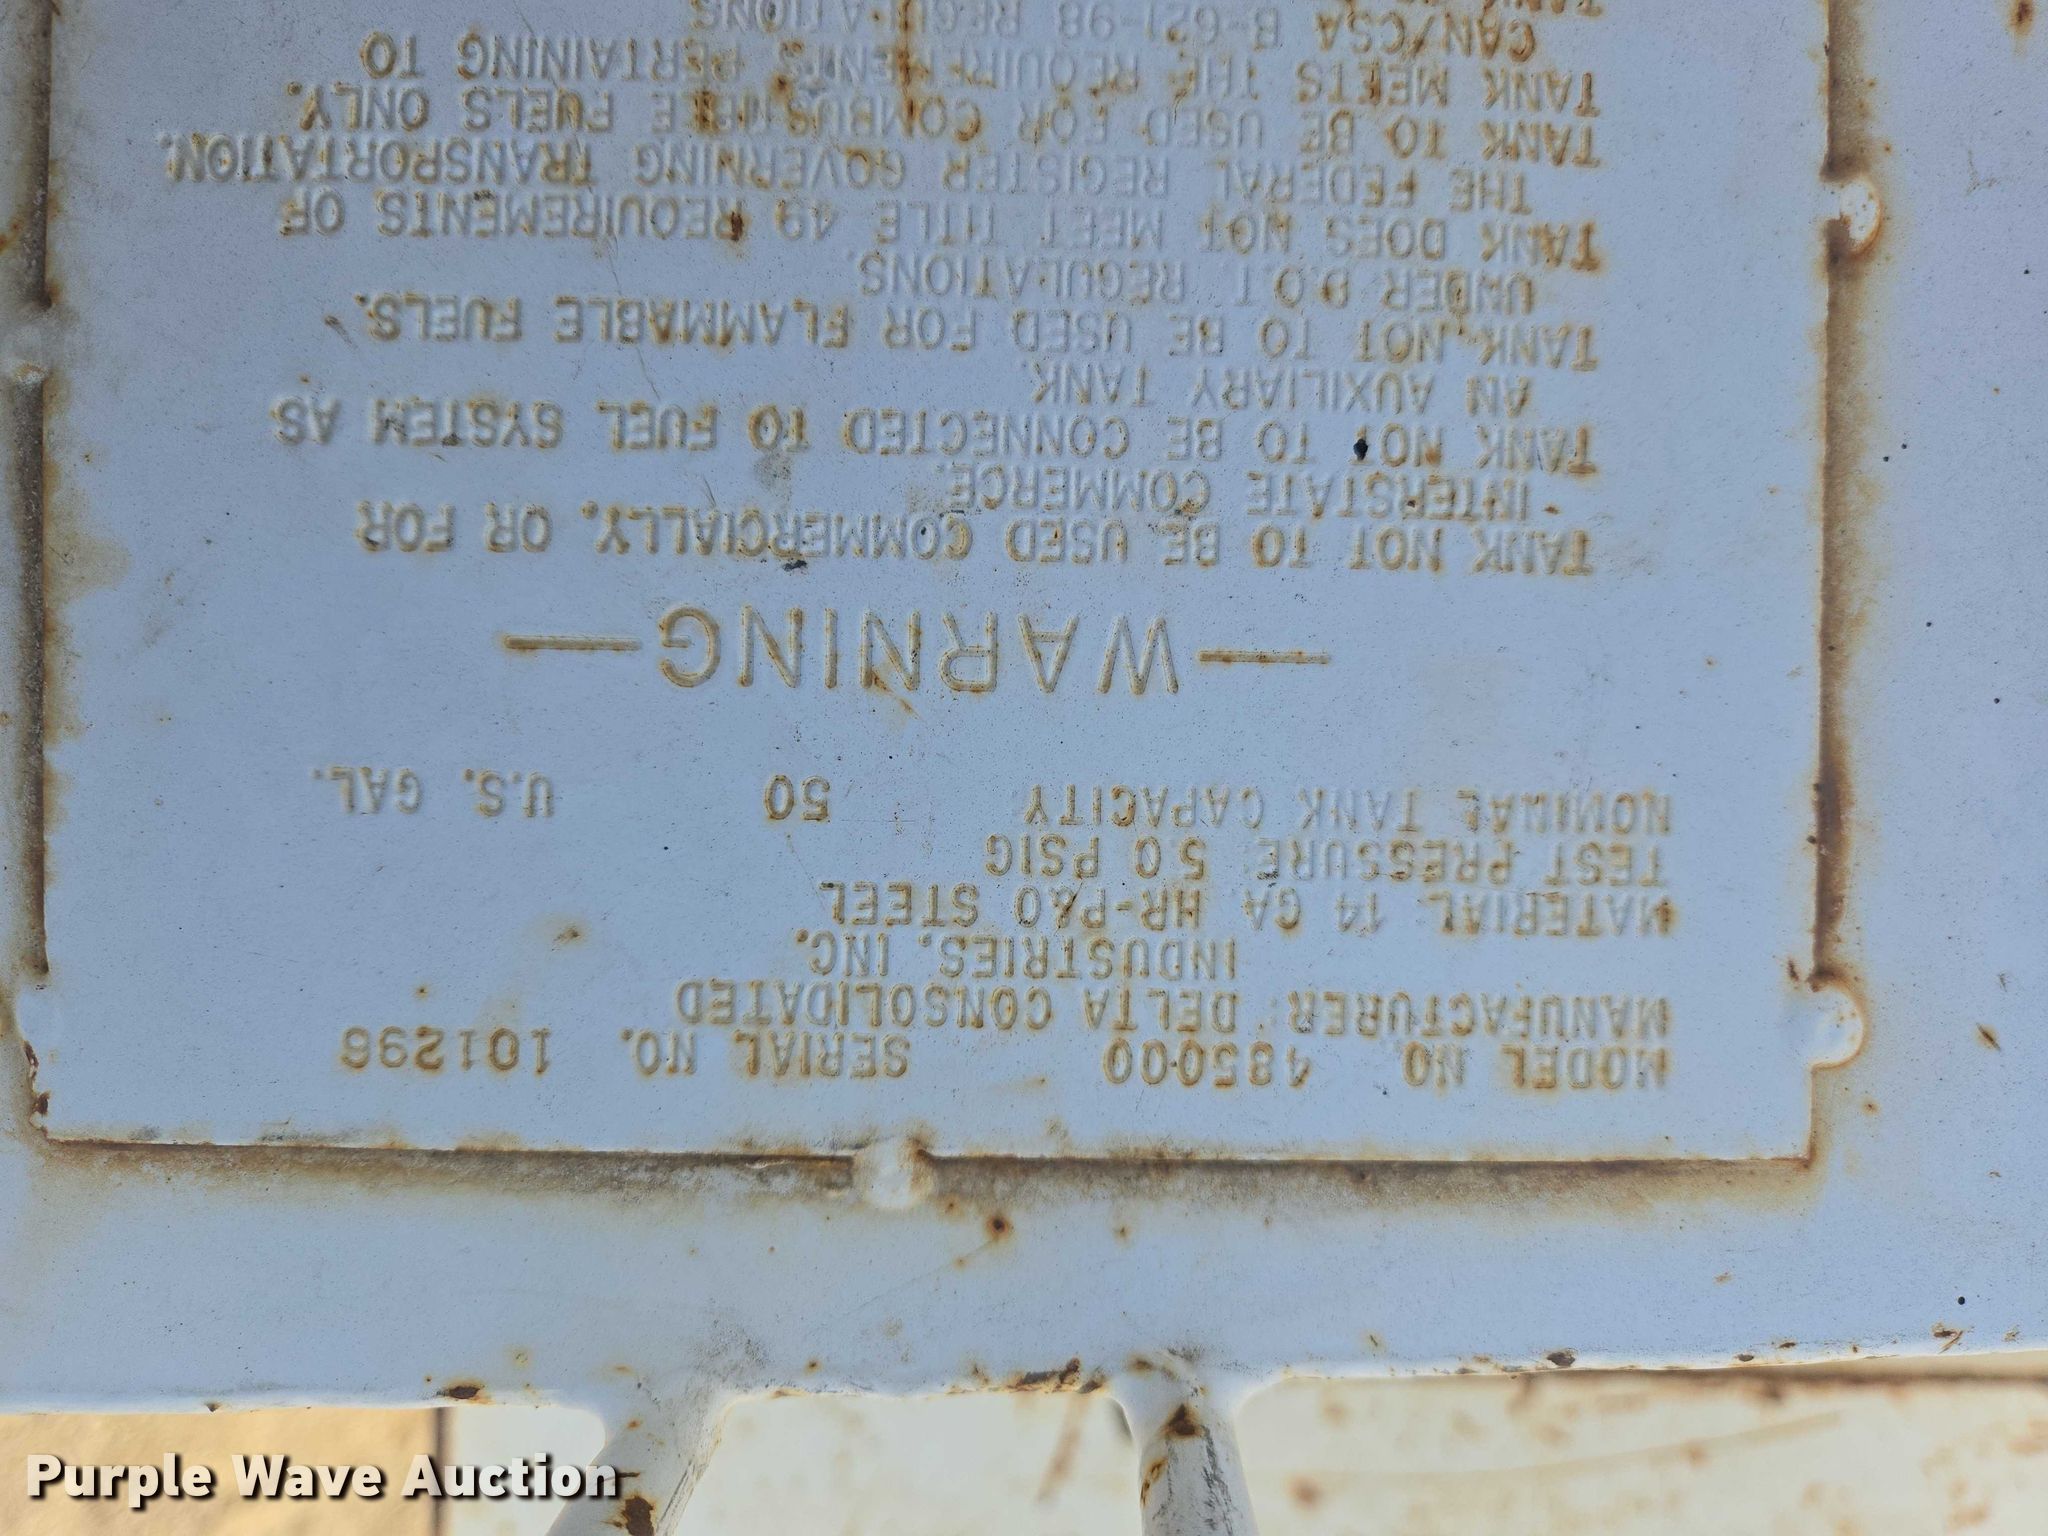 MODEL NO. 485000 SERIAL NO. 101296
MANUFACTURER: DELTA CONSOLIDATED
INDUSTRIES, INC.
MATERIAL: 14 GA HR-P&O STEEL
TEST PRESSURE: 5.0 PSIG
NOMINAL TANK CAPACITY: 50 U.S. GAL.
—WARNING—
TANK NOT TO BE USED COMMERCIALLY, OR FOR
INTERSTATE COMMERCE.
TANK NOT TO BE CONNECTED TO FUEL SYSTEM AS
AN AUXILIARY TANK.
TANK NOT TO BE USED FOR FLAMMABLE FUELS.
UNDER D.O.T. REGULATIONS.
TANK DOES NOT MEET TITLE 49 REQUIREMENTS OF
THE FEDERAL REGISTER GOVERNING TRANSPORTATION.
TANK TO BE USED FOR COMBUSTIBLE FUELS ONLY.
TANK MEETS THE REQUIREMENTS PERTAINING TO
CAN/CSA B-621-98 REGULATIONS
TANK
Purple Wave Auction